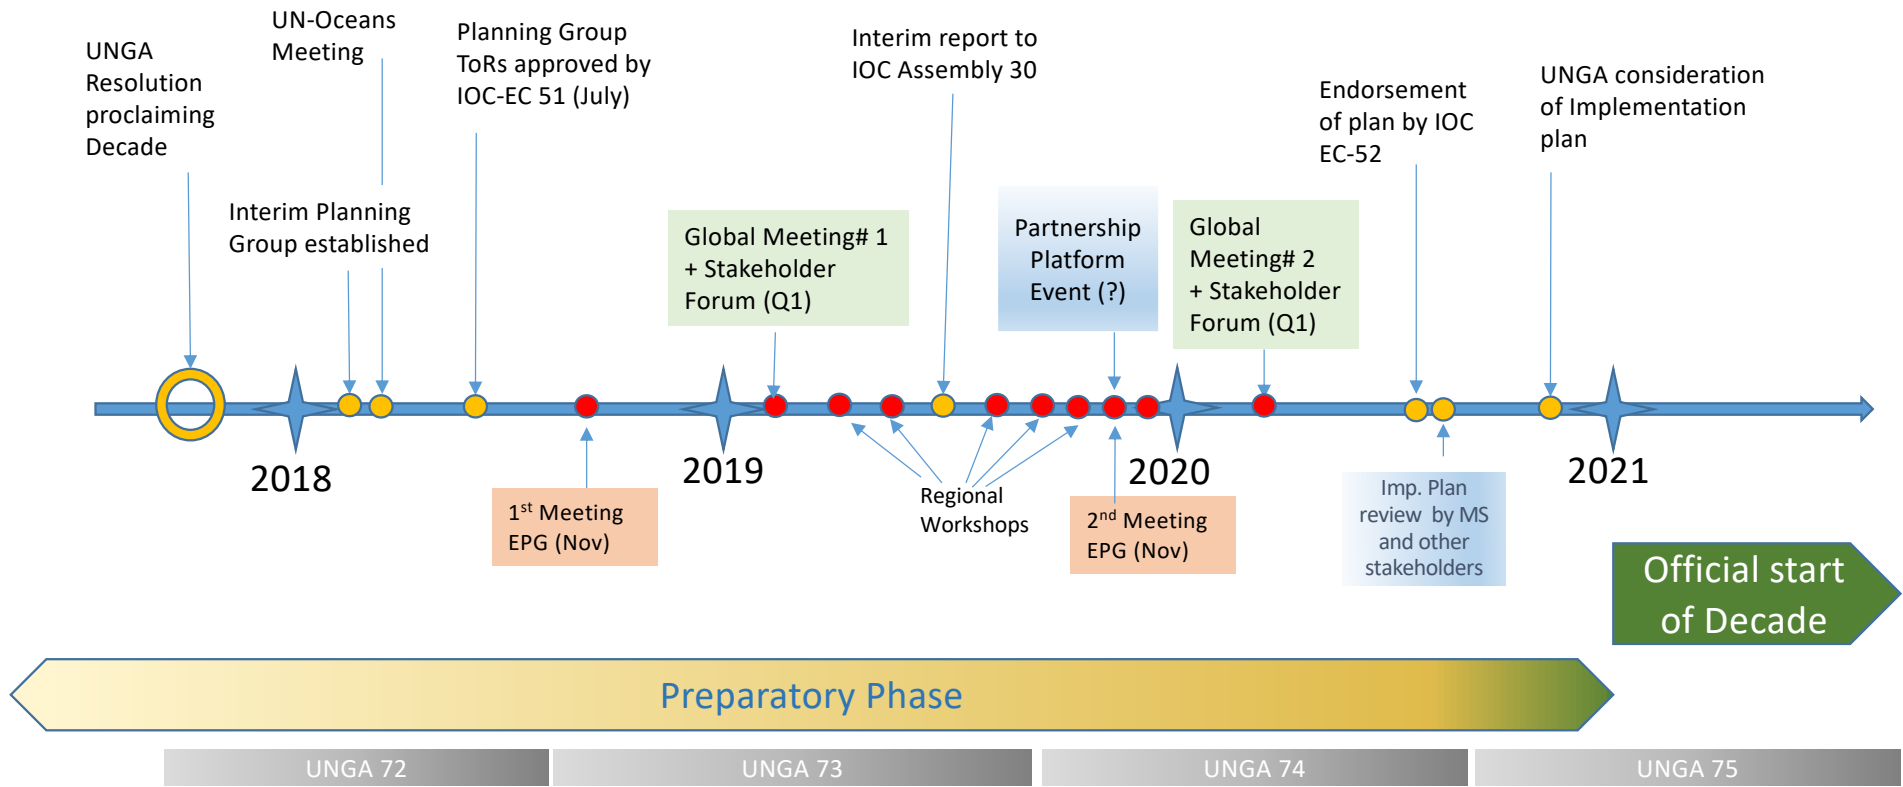 UNGA
Resolution
proclaiming
Decade
UN-Oceans
Meeting
Interim Planning
Group established
Planning Group
ToRs approved by
IOC-EC 51 (July)
Global Meeting# 1
+ Stakeholder
Forum (Q1)
Interim report to
IOC Assembly 30
Partnership
Platform
Event (?)
Global
Meeting# 2
+ Stakeholder
Forum (Q1)
Endorsement
of plan by IOC
EC-52
UNGA consideration
of Implementation
plan
2018
2019
2020
2021
1st Meeting
EPG (Nov)
Regional
Workshops
2nd Meeting
EPG (Nov)
Imp. Plan
review by MS
and other
stakeholders
Official start
of Decade
Preparatory Phase
UNGA 72
UNGA 73
UNGA 74
UNGA 75